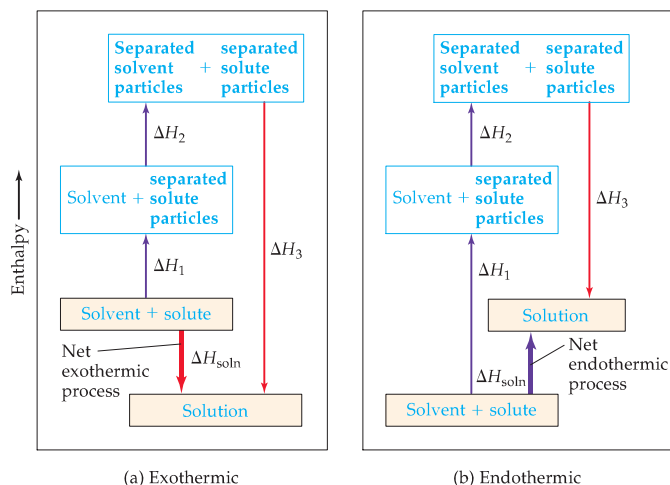 Enthalpy
Separated
solvent
particles
+
separated
solute
particles
ΔH2
Solvent +
separated
solute
particles
ΔH1
ΔH3
Solvent + solute
Net
exothermic
process
ΔHsoln
Solution
(a) Exothermic
Separated
solvent
particles
+
separated
solute
particles
ΔH2
Solvent +
separated
solute
particles
ΔH3
ΔH1
Solution
Net
endothermic
process
ΔHsoln
Solvent + solute
(b) Endothermic